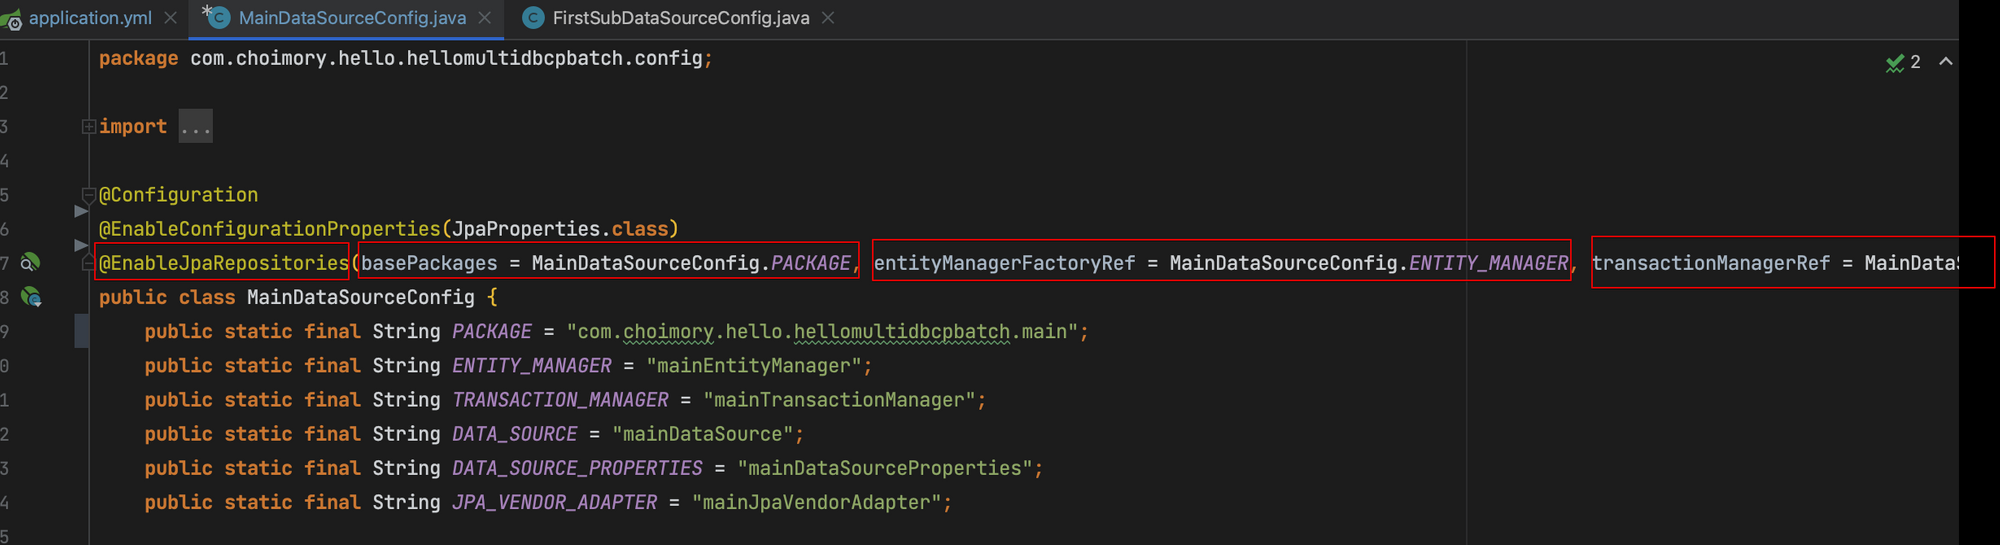 application.yml
*MainDataSourceConfig.java
FirstSubDataSourceConfig.java
1 package com.choimory.hello.hellomultidbcpbatch.config;
2
2
3 import ...
4
5 @Configuration
6 @EnableConfigurationProperties(JpaProperties.class)
7 @EnableJpaRepositories(basePackages = MainDataSourceConfig.PACKAGE, entityManagerFactoryRef = MainDataSourceConfig.ENTITY_MANAGER, transactionManagerRef = MainData
8 public class MainDataSourceConfig {
9 public static final String PACKAGE = "com.choimory.hello.hellomultidbcpbatch.main";
0 public static final String ENTITY_MANAGER = "mainEntityManager";
1 public static final String TRANSACTION_MANAGER = "mainTransactionManager";
2 public static final String DATA_SOURCE = "mainDataSource";
3 public static final String DATA_SOURCE_PROPERTIES = "mainDataSourceProperties";
4 public static final String JPA_VENDOR_ADAPTER = "mainJpaVendorAdapter";
5